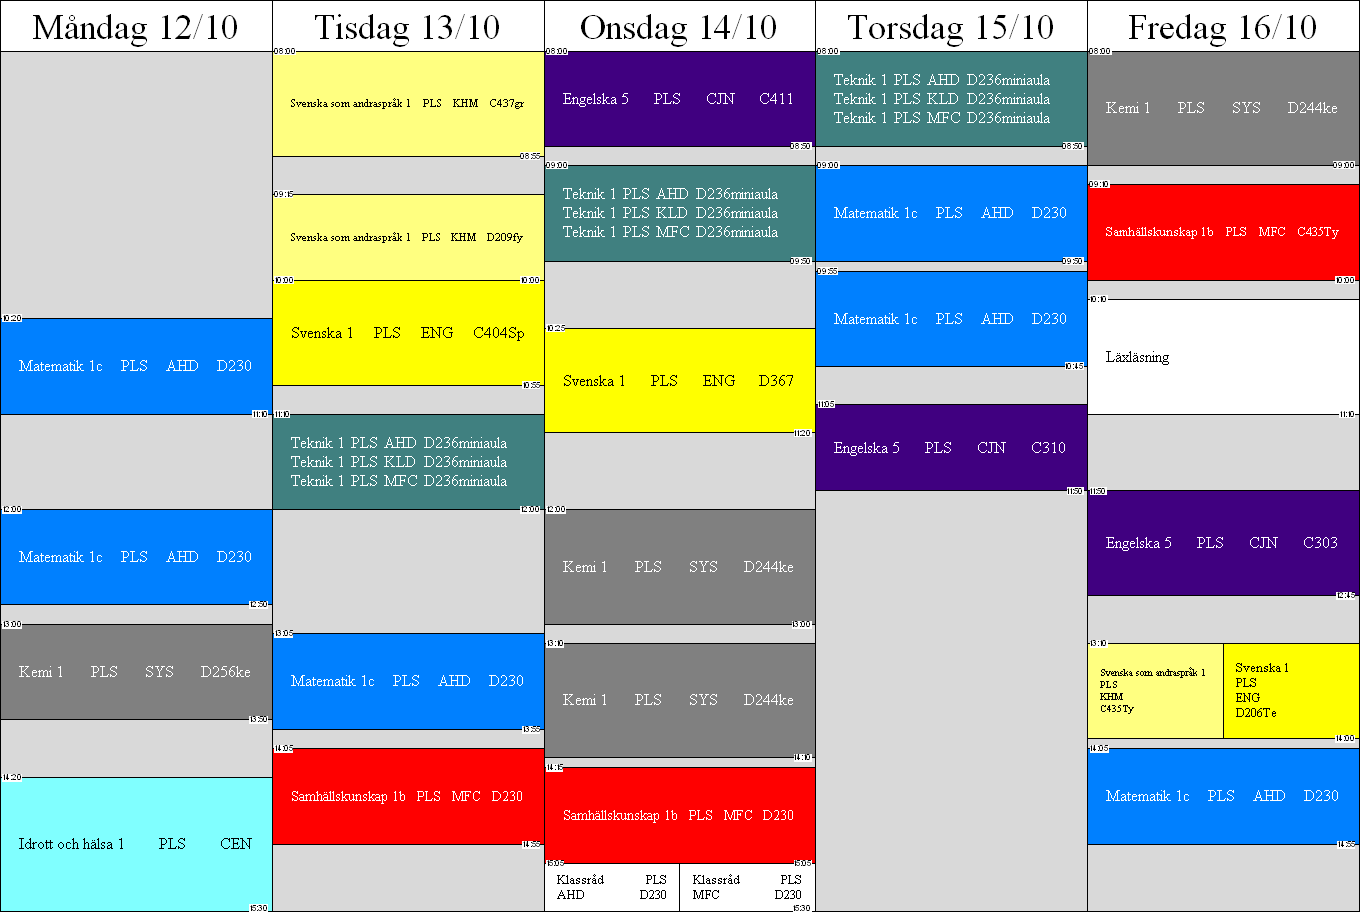 Måndag 12/10
10:20
Matematik 1c PLS AHD D230
11:10
12:00
Matematik 1c PLS AHD D230
12:50
13:00
Kemi 1 PLS SYS D256ke
13:50
14:20
Idrott och hälsa 1 PLS CEN
15:30
Tisdag 13/10
08:00
Svenska som andraspråk 1 PLS KHM C437gr
08:55
09:15
Svenska som andraspråk 1 PLS KHM D209fy
10:00
Svenska 1 PLS ENG C404Sp
10:55
11:10
Teknik 1 PLS AHD D236miniaula
Teknik 1 PLS KLD D236miniaula
Teknik 1 PLS MFC D236miniaula
12:00
13:05
Matematik 1c PLS AHD D230
13:55
14:05
Samhällskunskap 1b PLS MFC D230
14:55
Onsdag 14/10
08:00
Engelska 5 PLS CJN C411
08:50
09:00
Teknik 1 PLS AHD D236miniaula
Teknik 1 PLS KLD D236miniaula
Teknik 1 PLS MFC D236miniaula
09:50
10:25
Svenska 1 PLS ENG D367
11:20
12:00
Kemi 1 PLS SYS D244ke
13:00
13:10
Kemi 1 PLS SYS D244ke
14:10
14:15
Samhällskunskap 1b PLS MFC D230
15:05
Klassråd PLS
AHD D230
Klassråd PLS
MFC D230
15:30
Torsdag 15/10
08:00
Teknik 1 PLS AHD D236miniaula
Teknik 1 PLS KLD D236miniaula
Teknik 1 PLS MFC D236miniaula
08:50
09:00
Matematik 1c PLS AHD D230
09:50
09:55
Matematik 1c PLS AHD D230
10:45
11:05
Engelska 5 PLS CJN C310
11:50
Fredag 16/10
08:00
Kemi 1 PLS SYS D244ke
09:00
09:10
Samhällskunskap 1b PLS MFC C435Ty
10:00
10:10
Läxläsning
11:10
11:50
Engelska 5 PLS CJN C303
12:45
13:10
Svenska som andraspråk 1
PLS
KHM
C435Ty
Svenska 1
PLS
ENG
D206Te
14:00
14:05
Matematik 1c PLS AHD D230
14:55